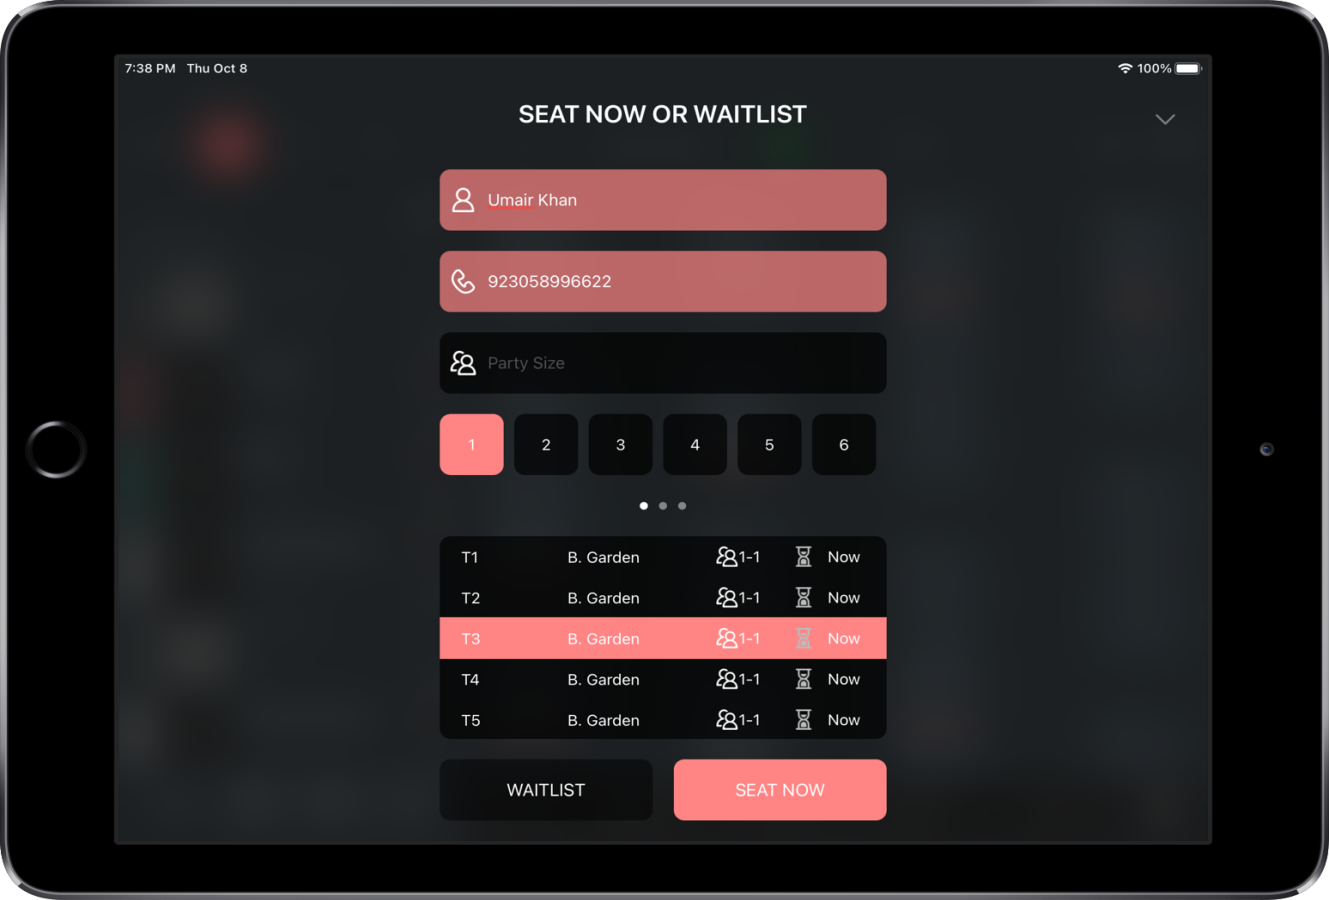 7:38 PM Thu Oct 8 100%
SEAT NOW OR WAITLIST
Umair Khan
923058996622
Party Size
1 2 3 4 5 6
T1 B. Garden 1-1 Now
T2 B. Garden 1-1 Now
T3 B. Garden 1-1 Now
T4 B. Garden 1-1 Now
T5 B. Garden 1-1 Now
WAITLIST SEAT NOW